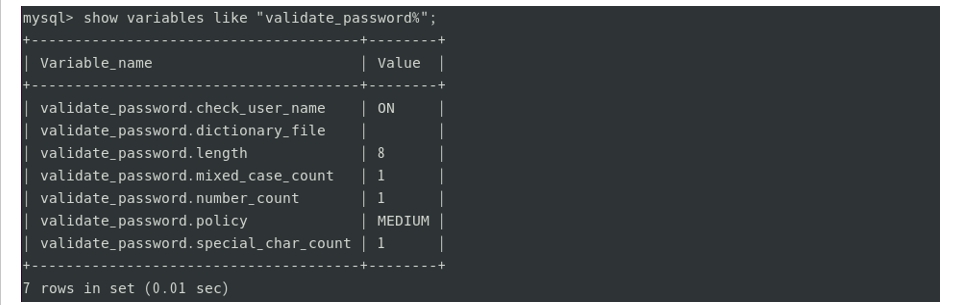 mysql> show variables like "validate_password%";
+--------------------------------------+--------+
| Variable_name                        | Value  |
+--------------------------------------+--------+
| validate_password.check_user_name    | ON     |
| validate_password.dictionary_file    |        |
| validate_password.length             | 8      |
| validate_password.mixed_case_count   | 1      |
| validate_password.number_count       | 1      |
| validate_password.policy             | MEDIUM |
| validate_password.special_char_count | 1      |
+--------------------------------------+--------+
7 rows in set (0.01 sec)